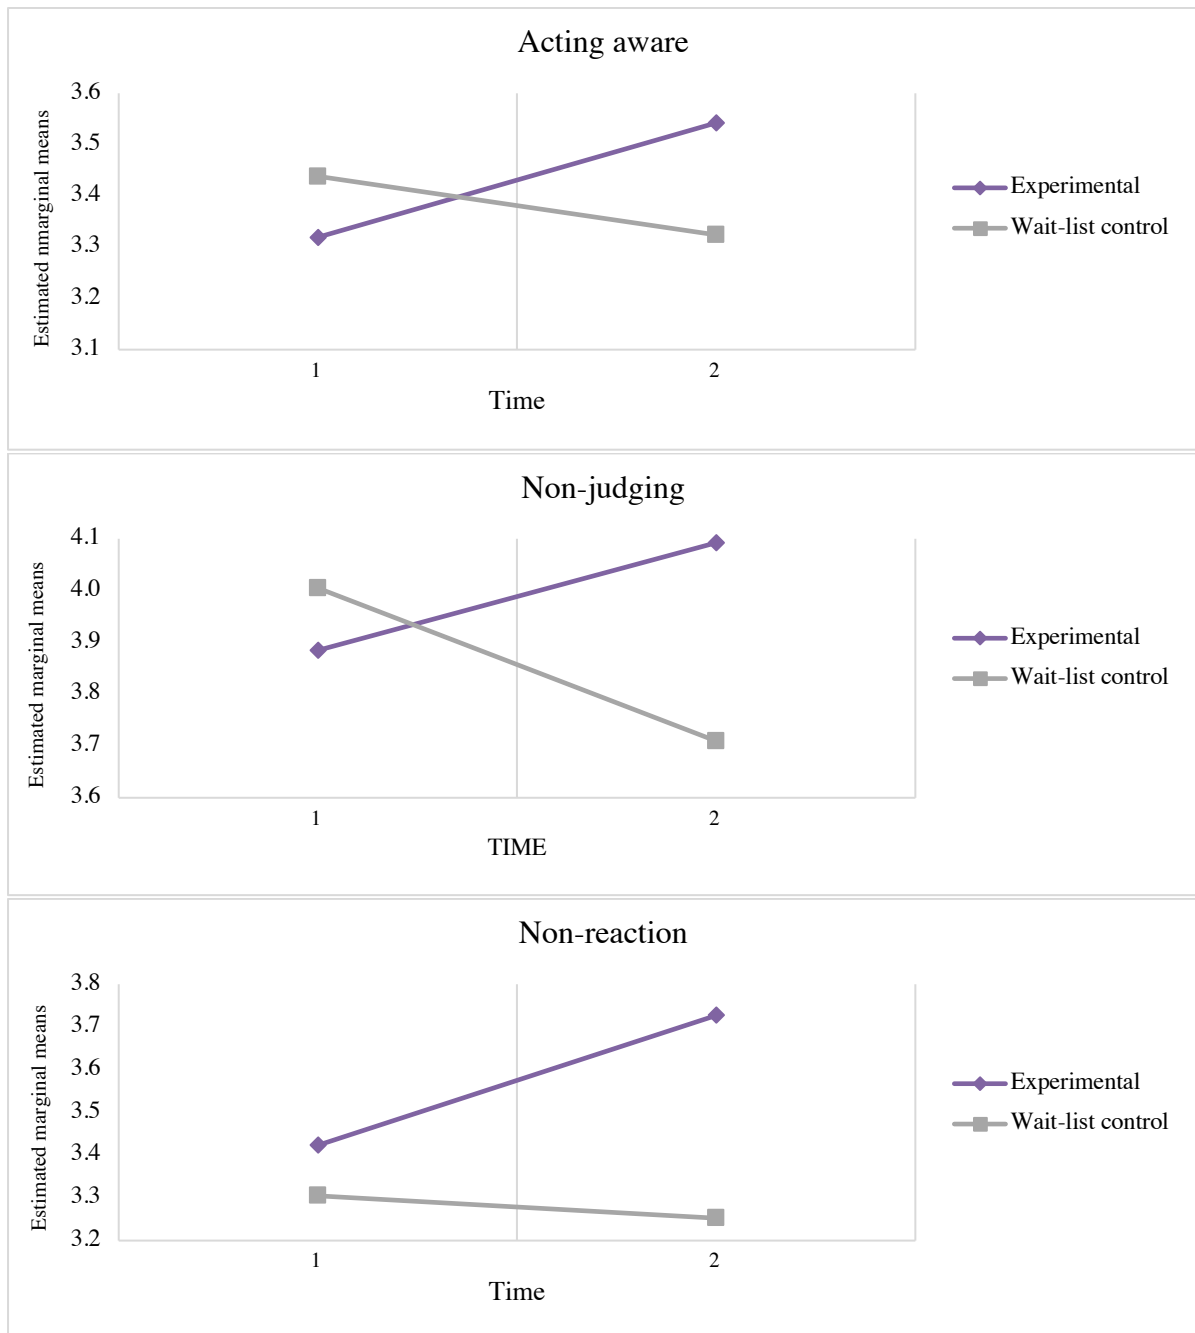 Acting aware
Estimated nmarginal means
3.6
3.5
3.4
3.3
3.2
3.1
1
2
Time
Experimental
Wait-list control
Non-judging
Estimated marginal means
4.1
4.0
3.9
3.8
3.7
3.6
1
2
TIME
Experimental
Wait-list control
Non-reaction
Estimated marginal means
3.8
3.7
3.6
3.5
3.4
3.3
3.2
1
2
Time
Experimental
Wait-list control